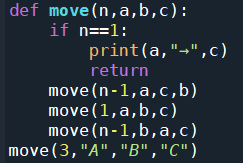 def move(n,a,b,c):
    if n==1:
        print(a,"→",c)
        return
    move(n-1,a,c,b)
    move(1,a,b,c)
    move(n-1,b,a,c)
move(3,"A","B","C")